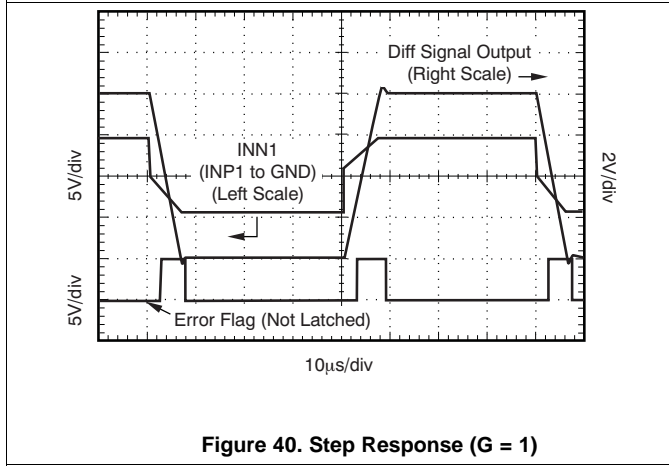 Diff Signal Output
(Right Scale)
INN1
(INP1 to GND)
(Left Scale)
5V/div
2V/div
5V/div
Error Flag (Not Latched)
10μs/div
Figure 40. Step Response (G = 1)